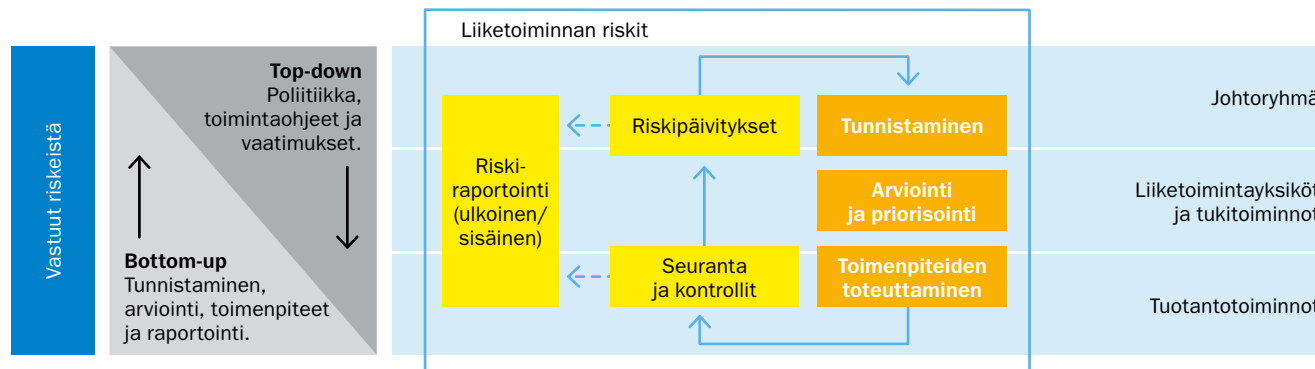 Vastuut riskeistä
Top-down
Poliitiikka,
toimintaohjeet ja
vaatimukset.
Bottom-up
Tunnistaminen,
arviointi, toimenpiteet
ja raportointi.
Liiketoiminnan riskit
Riski-
raportointi
(ulkoinen/
sisäinen)
Riskipäivitykset
Tunnistaminen
Arviointi
ja priorisointi
Seuranta
ja kontrollit
Toimenpiteiden
toteuttaminen
Johtoryhmä
Liiketoimintayksiköt
ja tukitoiminnot
Tuotantotoiminnot